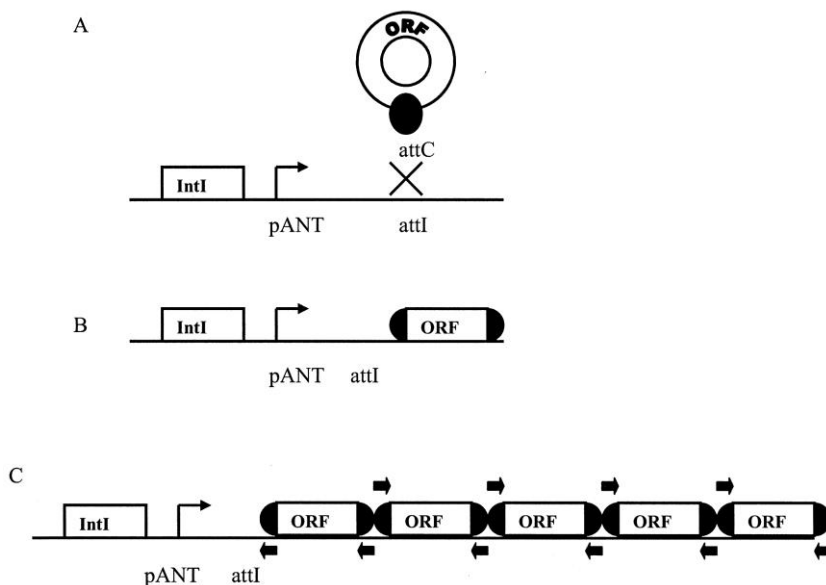 A
ORF
attC
IntI
pANT attI
B
IntI ORF
pANT attI
C
IntI ORF ORF ORF ORF ORF
pANT attI